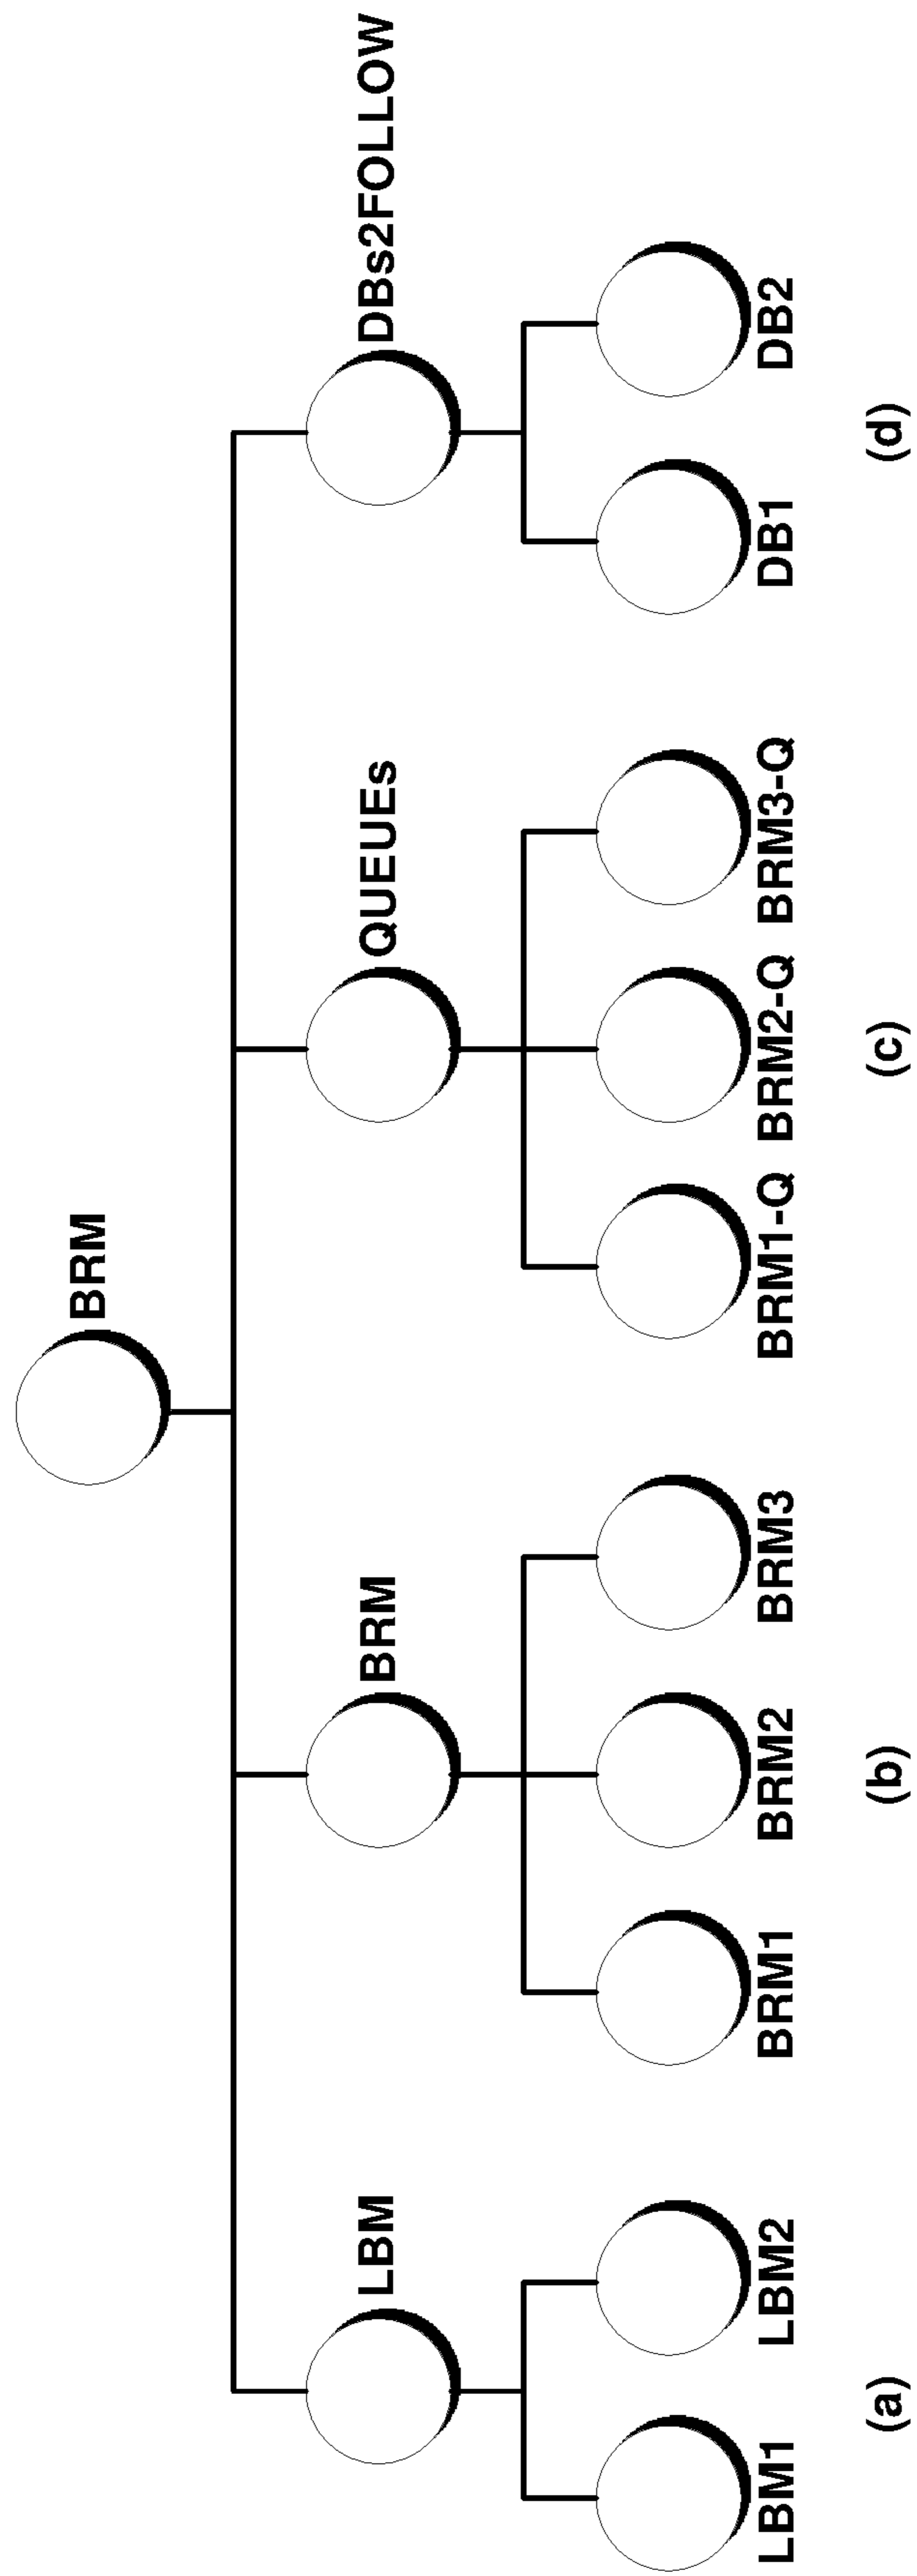 BRM
LBM
BRM
QUEUEs
DBs2FOLLOW
LBM1
LBM2
BRM1
BRM2
BRM3
BRM1-Q
BRM2-Q
BRM3-Q
DB1
DB2
(a)
(b)
(c)
(d)